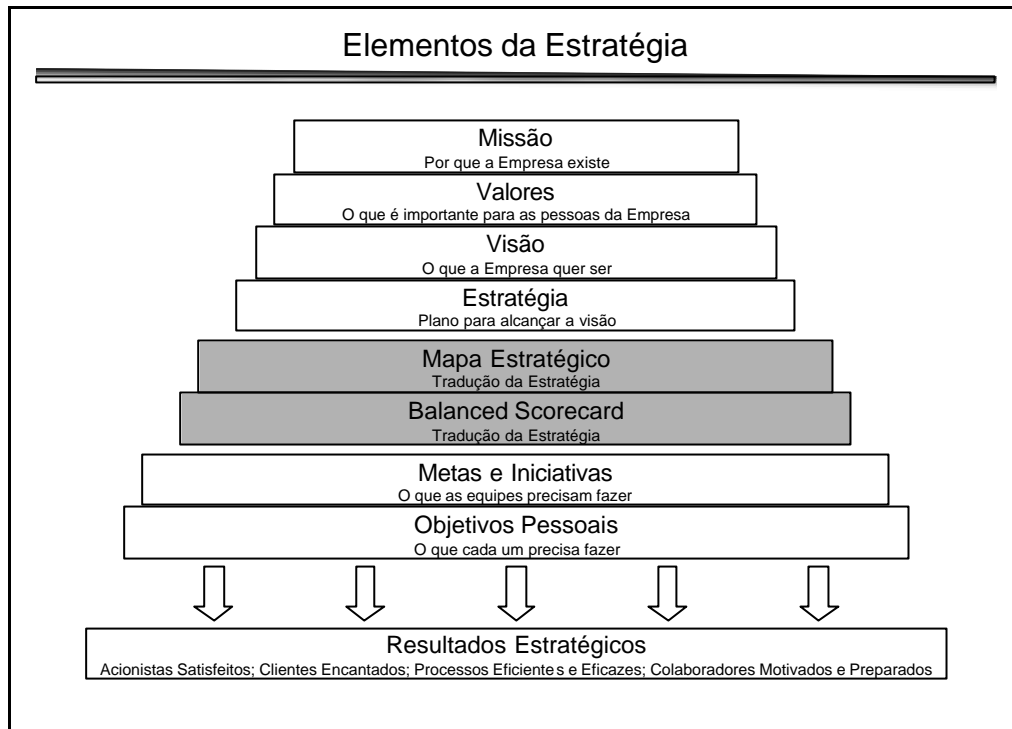 Elementos da Estratégia
Missão
Por que a Empresa existe
Valores
O que é importante para as pessoas da Empresa
Visão
O que a Empresa quer ser
Estratégia
Plano para alcançar a visão
Mapa Estratégico
Tradução da Estratégia
Balanced Scorecard
Tradução da Estratégia
Metas e Iniciativas
O que as equipes precisam fazer
Objetivos Pessoais
O que cada um precisa fazer
Resultados Estratégicos
Acionistas Satisfeitos; Clientes Encantados; Processos Eficientes e Eficazes; Colaboradores Motivados e Preparados